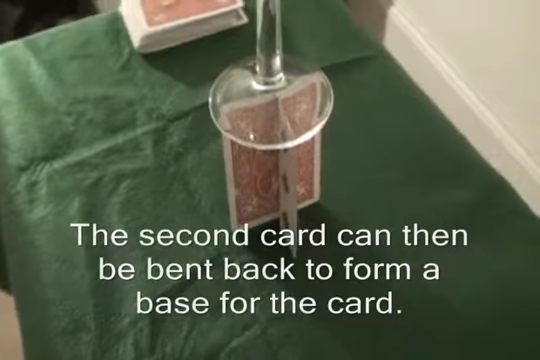 The second card can then
be bent back to form a
base for the card.